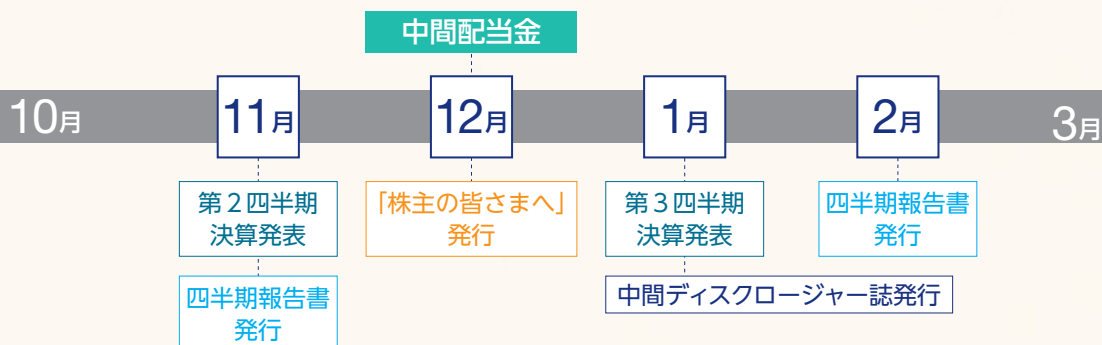 中間配当金
10月
11月
12月
1月
2月
3月
第2四半期
決算発表
「株主の皆さまへ」
発行
第3四半期
決算発表
四半期報告書
発行
四半期報告書
発行
中間ディスクロージャー誌発行